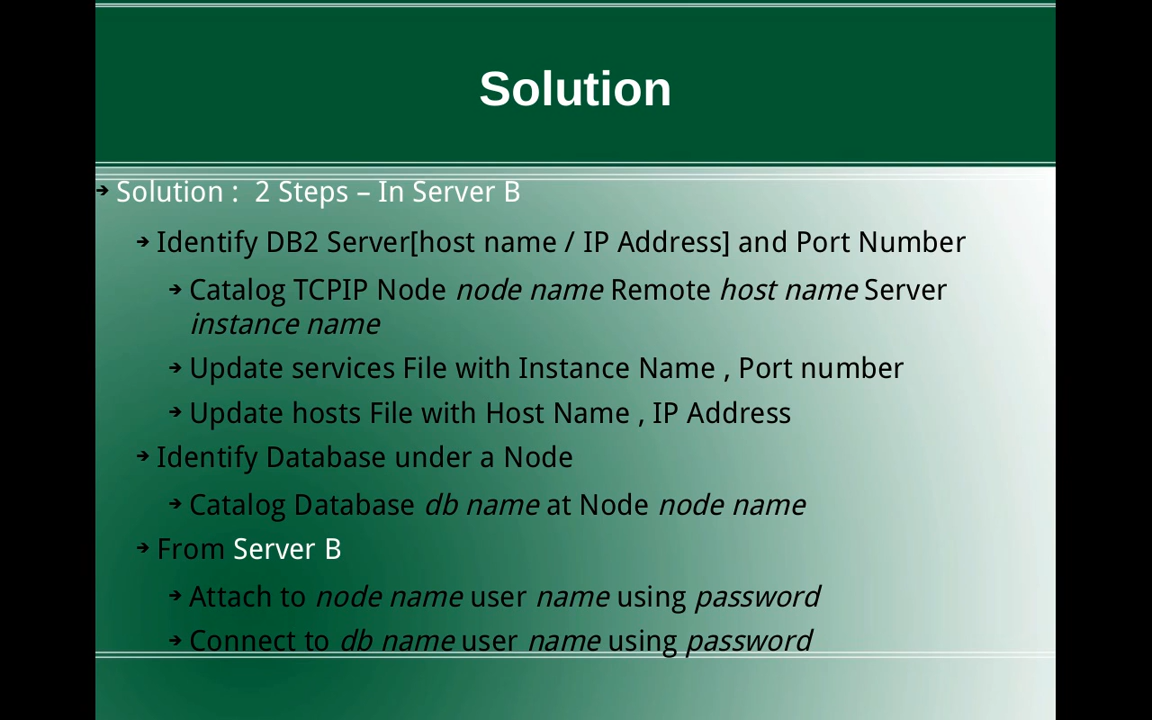 Solution
Solution :  2 Steps – In Server B
Identify DB2 Server[host name / IP Address] and Port Number
Catalog TCPIP Node node name Remote host name Server
instance name
Update services File with Instance Name , Port number
Update hosts File with Host Name , IP Address
Identify Database under a Node
Catalog Database db name at Node node name
From Server B
Attach to node name user name using password
Connect to db name user name using password